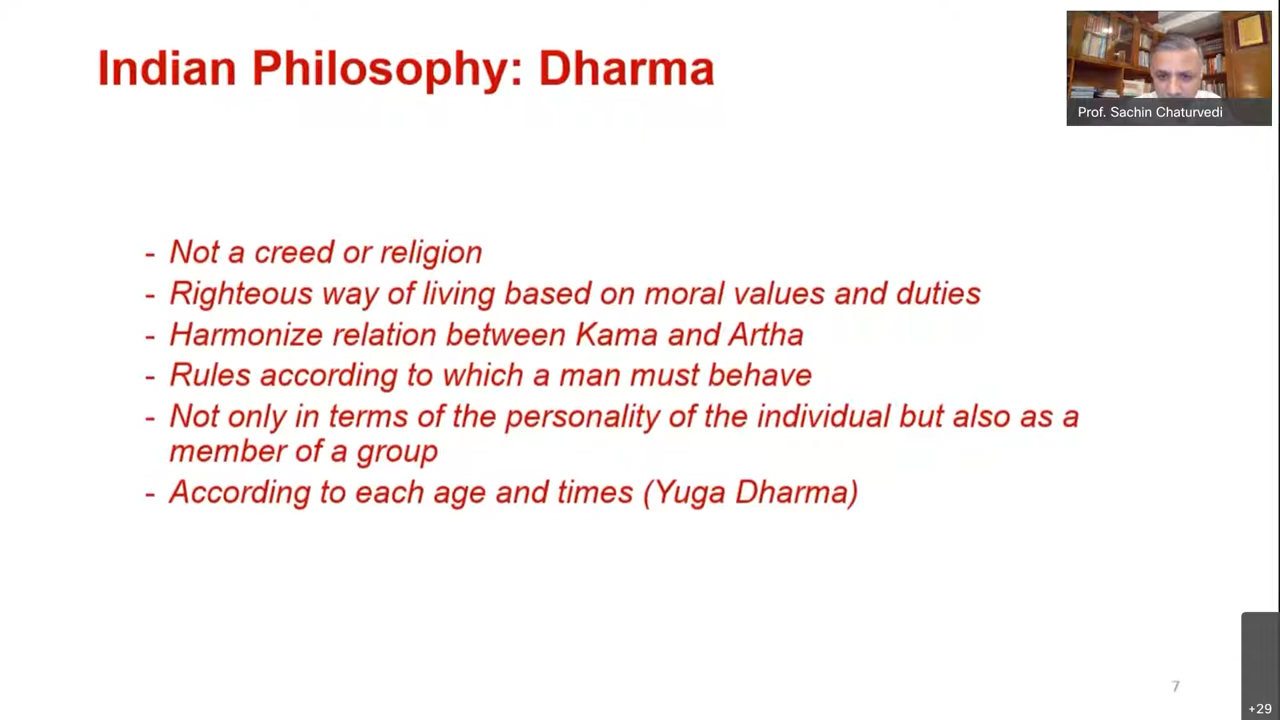 Indian Philosophy: Dharma
Prof. Sachin Chaturvedi
- Not a creed or religion
- Righteous way of living based on moral values and duties
- Harmonize relation between Kama and Artha
- Rules according to which a man must behave
- Not only in terms of the personality of the individual but also as a
member of a group
- According to each age and times (Yuga Dharma)
7
+29